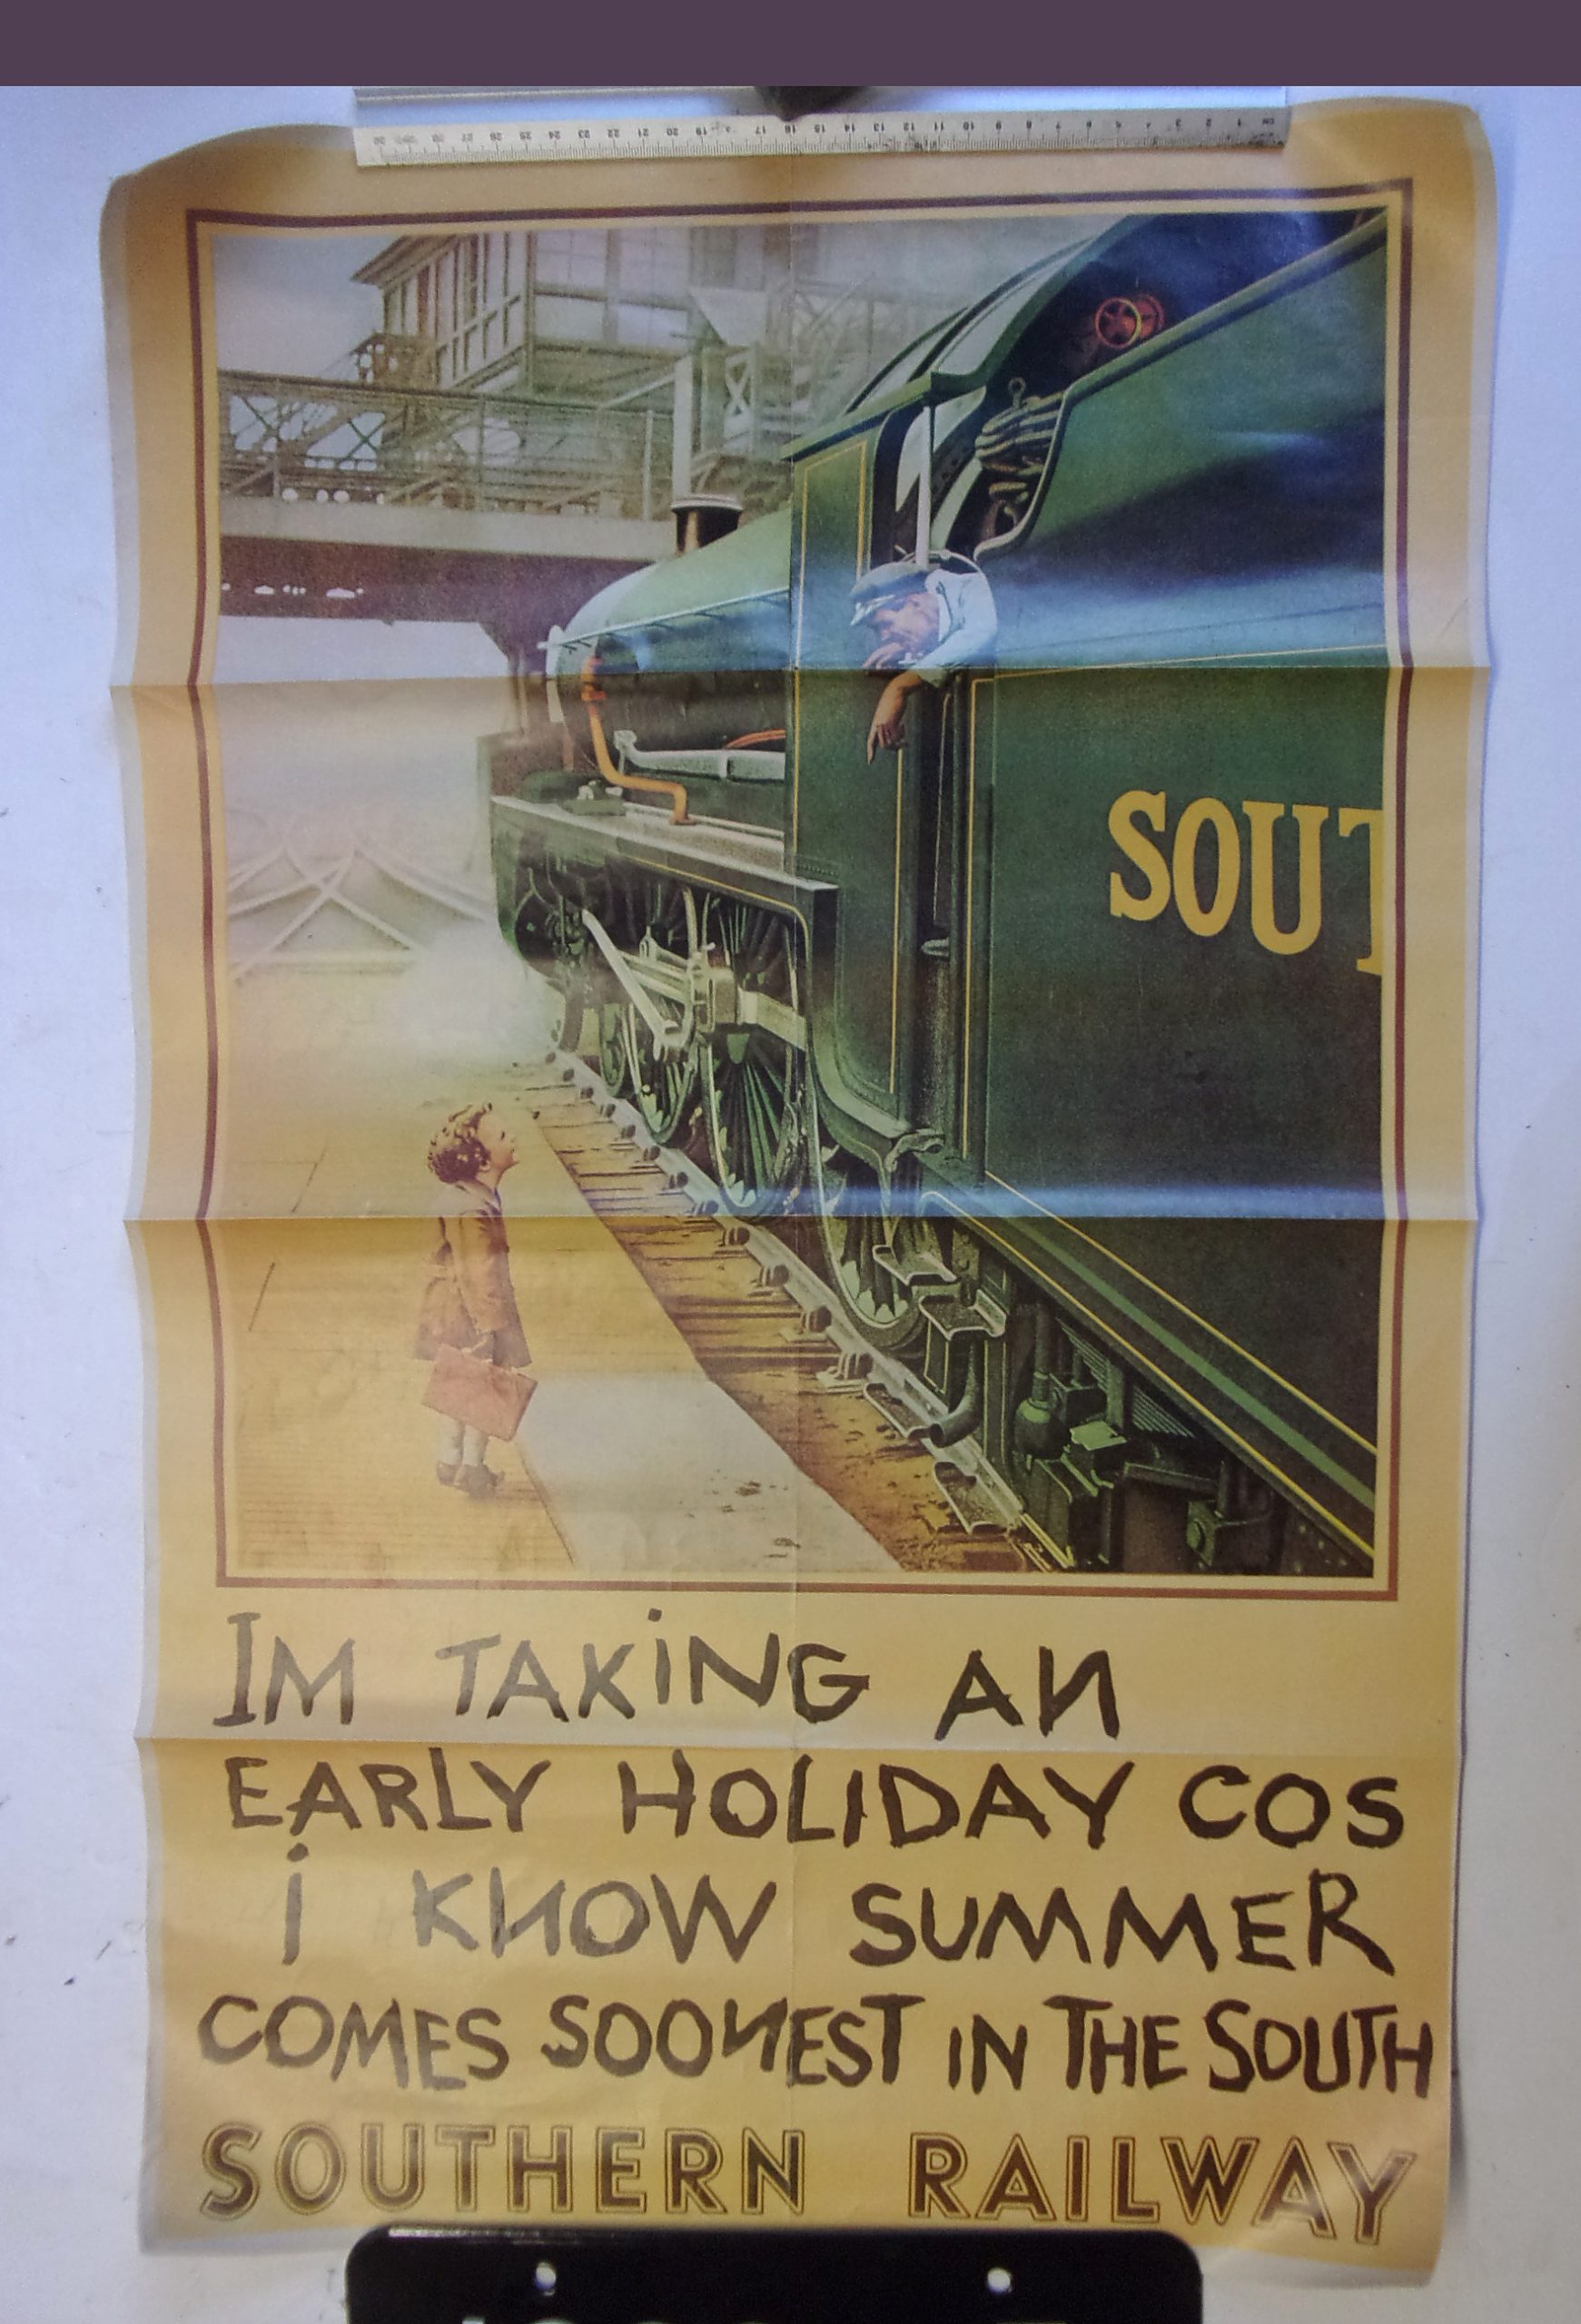 SOUT
IM TAKiNG AN
EARLY HOLIDAY COS
i KNOW SUMMER
COMES SOONEST IN THE SOUTH
SOUTHERN RAILWAY